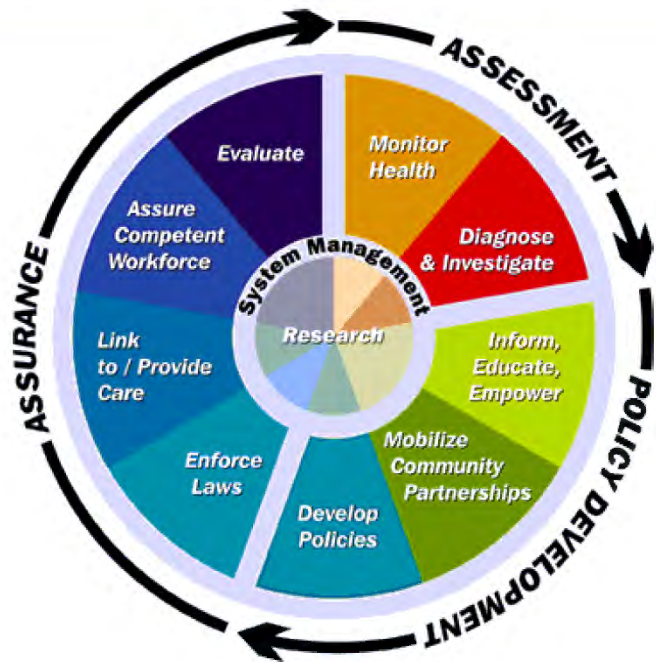 ASSESSMENT
Monitor
Health
Diagnose
& Investigate
POLICY DEVELOPMENT
Inform,
Educate,
Empower
Mobilize
Community
Partnerships
Develop
Policies
ASSURANCE
Enforce
Laws
Link
to / Provide
Care
Assure
Competent
Workforce
Evaluate
System Management
Research